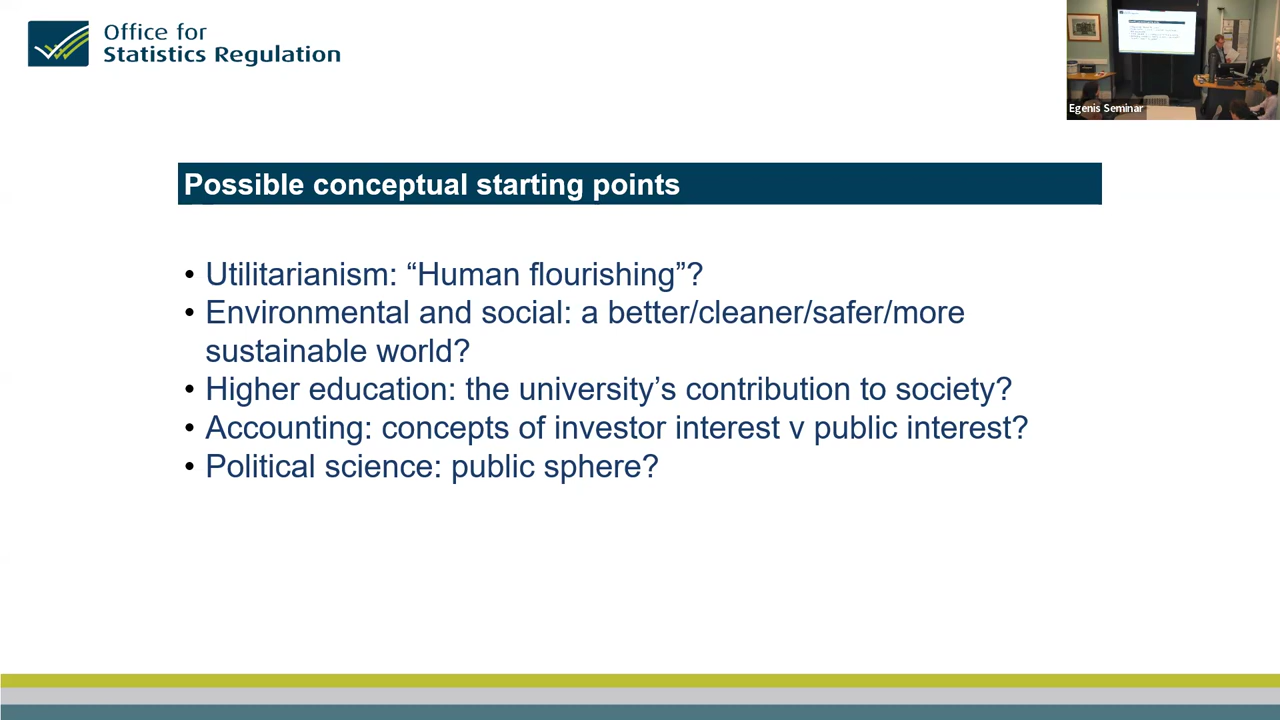 Office for
Statistics Regulation
Egenis Seminar
Possible conceptual starting points
• Utilitarianism: “Human flourishing”?
• Environmental and social: a better/cleaner/safer/more
sustainable world?
• Higher education: the university’s contribution to society?
• Accounting: concepts of investor interest v public interest?
• Political science: public sphere?